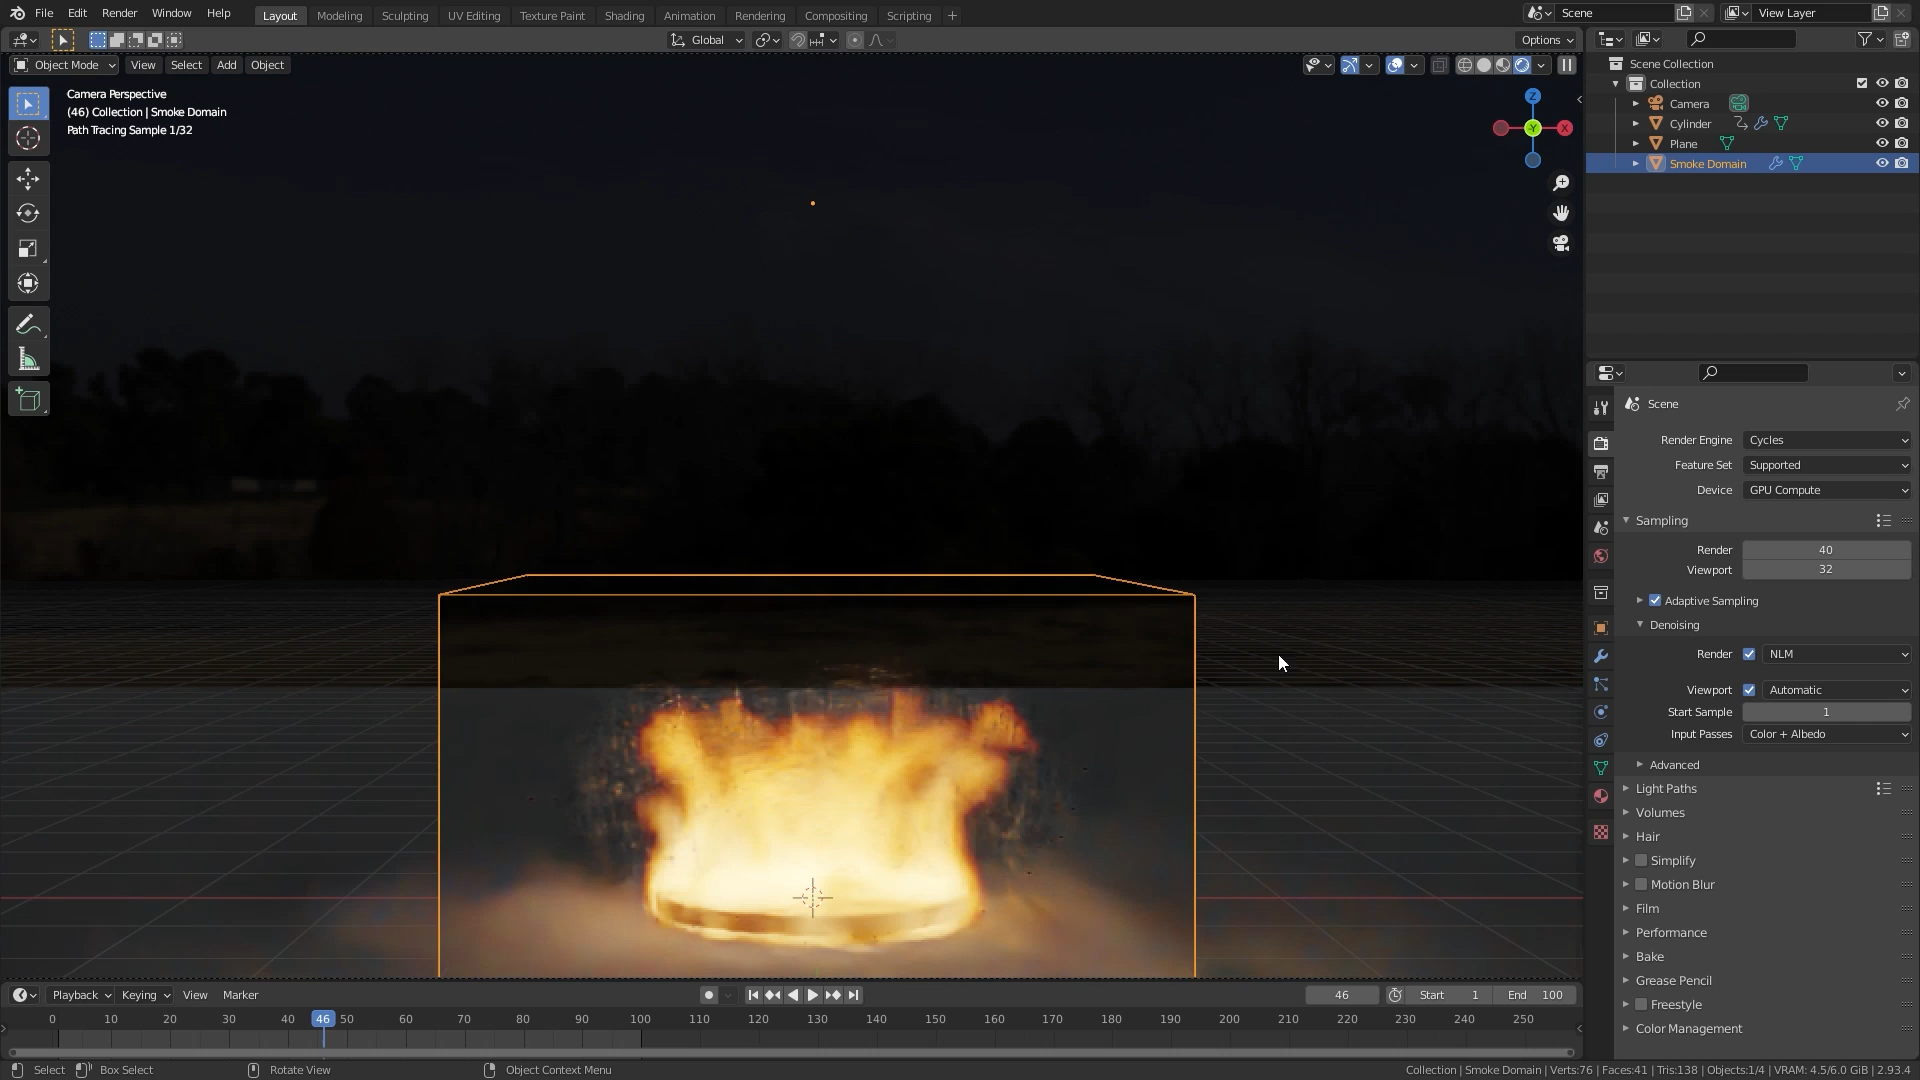 File Edit Render Window Help
Layout Modeling Sculpting UV Editing Texture Paint Shading Animation Rendering Compositing Scripting +
Scene
View Layer
Global
Options
Object Mode View Select Add Object
Camera Perspective
(46) Collection | Smoke Domain
Path Tracing Sample 1/32
Z
X
-Y
Scene Collection
Collection
Camera
Cylinder
Plane
Smoke Domain
Scene
Render Engine Cycles
Feature Set Supported
Device GPU Compute
Sampling
Render 40
Viewport 32
Adaptive Sampling
Denoising
Render NLM
Viewport Automatic
Start Sample 1
Input Passes Color + Albedo
Advanced
Light Paths
Volumes
Hair
Simplify
Motion Blur
Film
Performance
Bake
Grease Pencil
Freestyle
Color Management
Playback Keying View Marker
46 Start 1 End 100
0 10 20 30 40 46 50 60 70 80 90 100 110 120 130 140 150 160 170 180 190 200 210 220 230 240 250
Select Box Select Rotate View Object Context Menu
Collection | Smoke Domain | Verts:76 | Faces:41 | Tris:138 | Objects:1/4 | VRAM: 4.5/6.0 GiB | 2.93.4